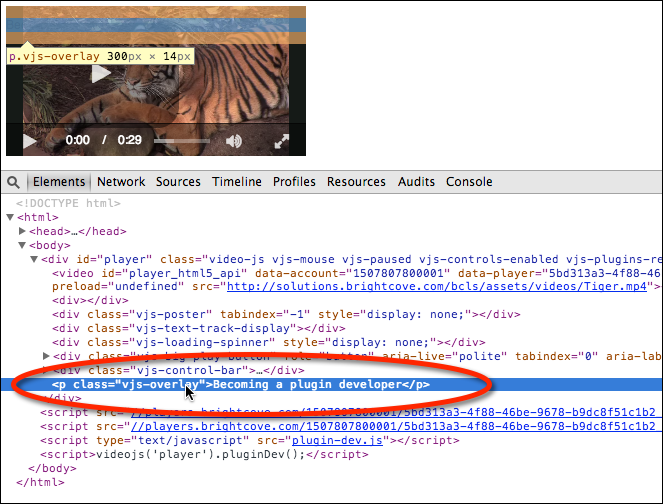 p.vjs-overlay 300px × 14px
0:00 / 0:29
Elements Network Sources Timeline Profiles Resources Audits Console
<!DOCTYPE html>
<html>
<head>…</head>
<body>
<div id="player" class="video-js vjs-mouse vjs-paused vjs-controls-enabled vjs-plugins-re
<video id="player_html5_api" data-account="1507807800001" data-player="5bd313a3-4f88-46
preload="undefined" src="http://solutions.brightcove.com/bcls/assets/videos/Tiger.mp4">
<div></div>
<div class="vjs-poster" tabindex="-1" style="display: none;"></div>
<div class="vjs-text-track-display"></div>
<div class="vjs-loading-spinner" style="display: none;"></div>
<div class="vjs-big-play-button" role="button" aria-live="polite" tabindex="0" aria-lab
<div class="vjs-control-bar">…</div>
<p class="vjs-overlay">Becoming a plugin developer</p>
</div>
<script src="//players.brightcove.com/1507807800001/5bd313a3-4f88-46be-9678-b9dc8f51c1b2
<script src="//players.brightcove.com/1507807800001/5bd313a3-4f88-46be-9678-b9dc8f51c1b2
<script type="text/javascript" src="plugin-dev.js"></script>
<script>videojs('player').pluginDev();</script>
</body>
</html>